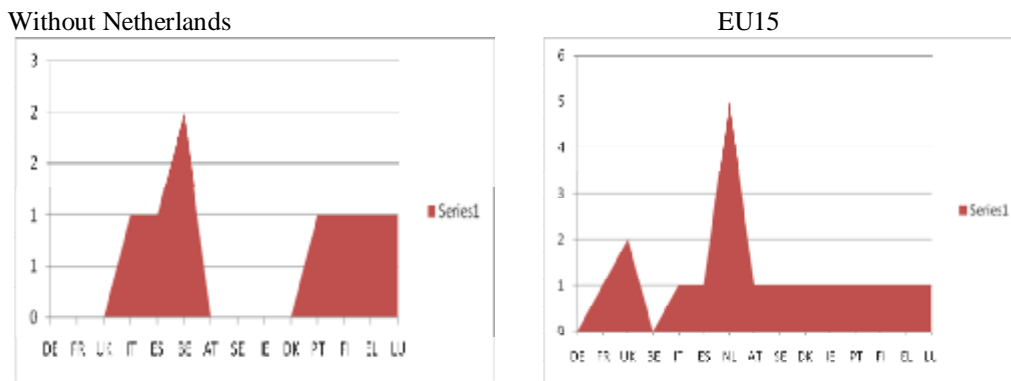 Without Netherlands
EU15
3
2
2
1
1
0
DE FR UK IT ES BE AT SE IE DK PT FI EL LU
Series1
6
5
4
3
2
1
0
DE FR UK BE IT ES NL AT SE DK IE PT FI EL LU
Series1